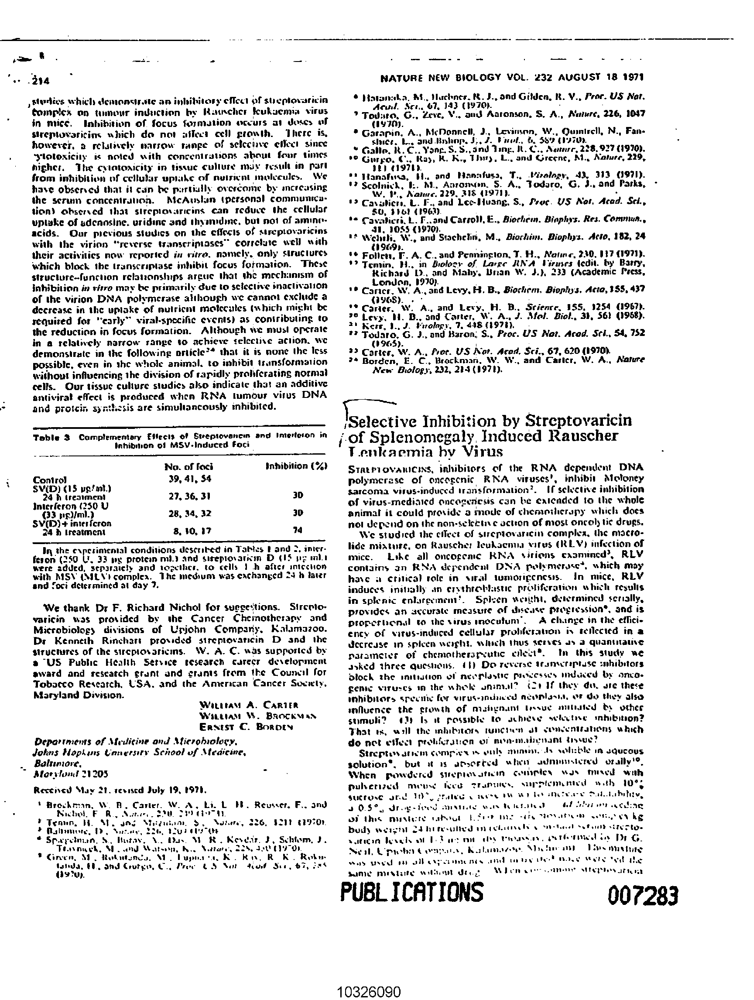 214
studies which demonstrate an inhibitory effect of streptovaricin
complex on tumour induction by Rauscher leukaemia virus
in mice. Inhibition of focus formation occurs at doses of
streptovaricins which do not affect cell growth. There is,
however, a relatively narrow range of selective effect since
cytotoxicity is noted with concentrations about four times
higher. The cytotoxicity in tissue culture may result in part
from inhibition of cellular uptake of nutrient molecules. We
have observed that it can be partially overcome by increasing
the serum concentration. McAuslan (personal communica-
tion) observed that streptovaricins can reduce the cellular
uptake of adenosine, uridine and thymidine, but not of amino-
acids. Our previous studies on the effects of streptovaricins
with the virion "reverse transcriptases" correlate well with
their activities now reported in vitro, namely, only structures
which block the transcriptase inhibit focus formation. These
structure-function relationships argue that the mechanism of
inhibition in vitro may be primarily due to selective inactivation
of the virion DNA polymerase although we cannot exclude a
decrease in the uptake of nutrient molecules (which might be
required for "early" viral-specific events) as contributing to
the reduction in focus formation. Although we must operate
in a relatively narrow range to achieve selective action, we
demonstrate in the following article24 that it is none the less
possible, even in the whole animal, to inhibit transformation
without influencing the division of rapidly proliferating normal
cells. Our tissue culture studies also indicate that an additive
antiviral effect is produced when RNA tumour virus DNA
and protein synthesis are simultaneously inhibited.
Table 3 Complementary Effects of Streptovaricin and Interferon in
Inhibition of MSV-Induced Foci
No. of foci Inhibition (%)
Control 39, 41, 54
SV(D) (15 µg/ml.)
24 h treatment 27, 36, 31 30
Interferon (250 U
(33 µg)/ml.) 28, 34, 32 30
SV(D)+interferon
24 h treatment 8, 10, 17 74
In the experimental conditions described in Tables 1 and 2, inter-
feron (250 U, 33 µg protein ml.) and streptovaricin D (15 µg ml.)
were added, separately and together, to cells 1 h after infection
with MSV (MLV) complex. The medium was exchanged 24 h later
and foci determined at day 7.
We thank Dr F. Richard Nichol for suggestions. Strepto-
varicin was provided by the Cancer Chemotherapy and
Microbiology divisions of Upjohn Company, Kalamazoo.
Dr Kenneth Rinehart provided streptovaricin D and the
structures of the streptovaricins. W. A. C. was supported by
a US Public Health Service research career development
award and research grant and grants from the Council for
Tobacco Research, USA, and the American Cancer Society,
Maryland Division.
WILLIAM A. CARTER
WILLIAM W. BROCKMAN
ERNEST C. BORDEN
Departments of Medicine and Microbiology,
Johns Hopkins University School of Medicine,
Baltimore,
Maryland 21205
Received May 21, revised July 19, 1971.
1 Brockman, W. B., Carter, W. A., Li, L. H., Reusser, F., and
Nichol, F. R., Nature, 230, 249 (1971).
2 Temin, H. M., and Mizutani, S., Nature, 226, 1211 (1970).
3 Baltimore, D., Nature, 226, 1209 (1970).
4 Spiegelman, S., Das, M. R., Keydar, J., Schlom, J.,
Travnicek, M., and Watson, K., Nature,
5 Green, M., Rokutanda, M., Fujinaga, K., Ray, R. K., Roku-
tanda, H., and Gurgo, C., Proc. US Nat. Acad. Sci., 67,
(1970).
NATURE NEW BIOLOGY VOL. 232 AUGUST 18 1971
6 Hatanaka, M., Huebner, R. J., and Gilden, R. V., Proc. US Nat.
Acad. Sci., 67, 143 (1970).
7 Todaro, G., Zeve, V., and Aaronson, S. A., Nature, 226, 1047
(1970).
8 Garapin, A., McDonnell, J., Levinson, W., Quintrell, N., Fan-
shier, L., and Bishop, J., J. Virol., 6, 589 (1970).
9 Gallo, R. C., Yang, S. S., and Ting, R. C., Nature, 228, 927 (1970).
10 Gurgo, C., Ray, R. K., Thiry, L., and Greene, M., Nature, 229,
111 (1971).
11 Hanafusa, H., and Hanafusa, T., Virology, 43, 313 (1971).
12 Scolnick, E. M., Aaronson, S. A., Todaro, G. J., and Parks,
W. P., Nature, 229, 318 (1971).
13 Cavalieri, L. F., and Lee-Huang, S., Proc. US Nat. Acad. Sci.,
50, 1161 (1963).
14 Cavalieri, L. F., and Carroll, E., Biochem. Biophys. Res. Commun.,
41, 1055 (1970).
15 Wehrli, W., and Staehelin, M., Biochim. Biophys. Acta, 182, 24
(1969).
16 Follett, F. A. C., and Pennington, T. H., Nature, 230, 117 (1971).
17 Temin, H., in Biology of Large RNA Viruses (edit. by Barry,
Richard D., and Mahy, Brian W. J.), 233 (Academic Press,
London, 1970).
18 Carter, W. A., and Levy, H. B., Biochem. Biophys. Acta, 155, 437
(1968).
19 Carter, W. A., and Levy, H. B., Science, 155, 1254 (1967).
20 Levy, H. B., and Carter, W. A., J. Mol. Biol., 31, 561 (1968).
21 Kerr, I., J. Virology, 7, 448 (1971).
22 Todaro, G. J., and Baron, S., Proc. US Nat. Acad. Sci., 54, 752
(1965).
23 Carter, W. A., Proc. US Nat. Acad. Sci., 67, 620 (1970).
24 Borden, E. C., Brockman, W. W., and Carter, W. A., Nature
New Biology, 232, 214 (1971).
Selective Inhibition by Streptovaricin
of Splenomegaly Induced Rauscher
Leukaemia by Virus
STREPTOVARICINS, inhibitors of the RNA dependent DNA
polymerase of oncogenic RNA viruses1, inhibit Moloney
sarcoma virus-induced transformation2. If selective inhibition
of virus-mediated oncogenesis can be extended to the whole
animal it could provide a mode of chemotherapy which does
not depend on the non-selective action of most oncolytic drugs.
We studied the effect of streptovaricin complex, the macro-
lide mixture, on Rauscher leukaemia virus (RLV) infection of
mice. Like all oncogenic RNA virions examined3, RLV
contains an RNA dependent DNA polymerase4, which may
have a critical role in viral tumorigenesis. In mice, RLV
induces initially an erythroblastic proliferation which results
in splenic enlargement5. Spleen weight, determined serially,
provides an accurate measure of disease progression6, and is
proportional to the virus inoculum7. A change in the effici-
ency of virus-induced cellular proliferation is reflected in a
decrease in spleen weight, which thus serves as a quantitative
parameter of chemotherapeutic effect8. In this study we
asked three questions. (1) Do reverse transcriptase inhibitors
block the initiation of neoplastic processes induced by onco-
genic viruses in the whole animal? (2) If they do, are these
inhibitors specific for virus-induced neoplasia, or do they also
influence the growth of malignant tissue initiated by other
stimuli? (3) Is it possible to achieve selective inhibition?
That is, will the inhibitors function at concentrations which
do not effect proliferation of non-malignant tissue?
Streptovaricin complex is only minimally soluble in aqueous
solution9, but it is absorbed when administered orally10.
When powdered streptovaricin complex was mixed with
pulverized mouse feed granules, supplemented with 10%
sucrose and 10% grated cheese to increase palatability,
a 0.5% drug-feed mixture was
of this mixture streptovaricin complex kg
body weight 24 h resulted in
varicin levels of 1-3 µg ml. performed by Dr G.
Neil, Upjohn Company, Kalamazoo, Michigan). This mixture
was used in all experiments and mice were fed the
same mixture without drug. When streptovaricin
PUBLICATIONS 007283
10326090